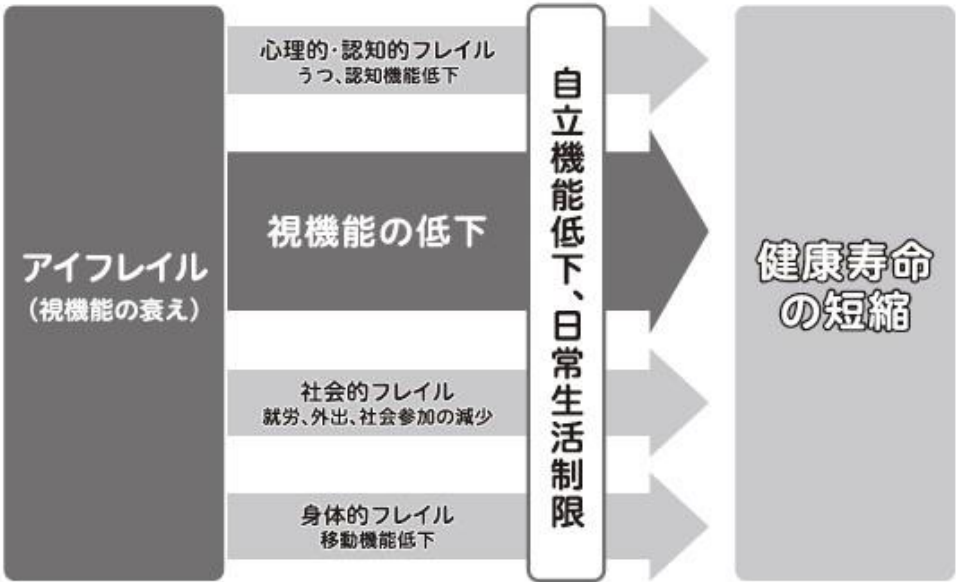 アイフレイル
（視機能の衰え）
心理的・認知的フレイル
うつ、認知機能低下
視機能の低下
社会的フレイル
就労、外出、社会参加の減少
身体的フレイル
移動機能低下
自立機能低下、日常生活制限
健康寿命
の短縮